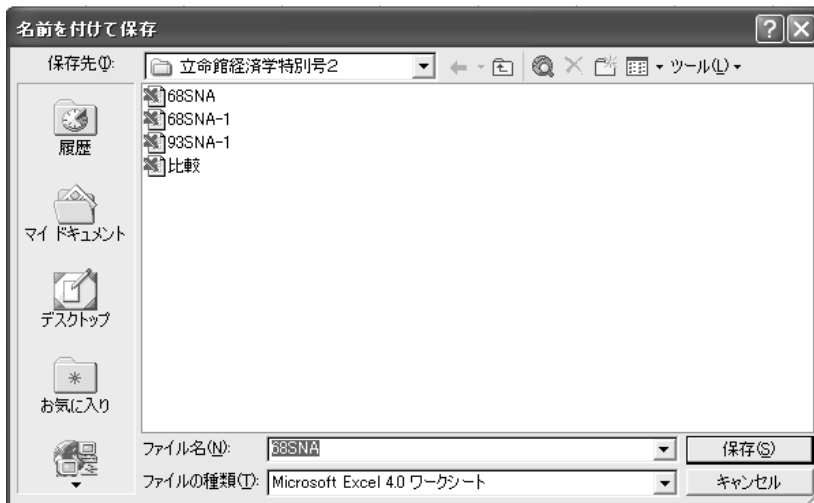 名前を付けて保存
保存先(I):
立命館経済学特別号2
ツール(L)
68SNA
68SNA-1
93SNA-1
比較
履歴
マイ ドキュメント
デスクトップ
お気に入り
ファイル名(N):
68SNA
保存(S)
ファイルの種類(T):
Microsoft Excel 4.0 ワークシート
キャンセル